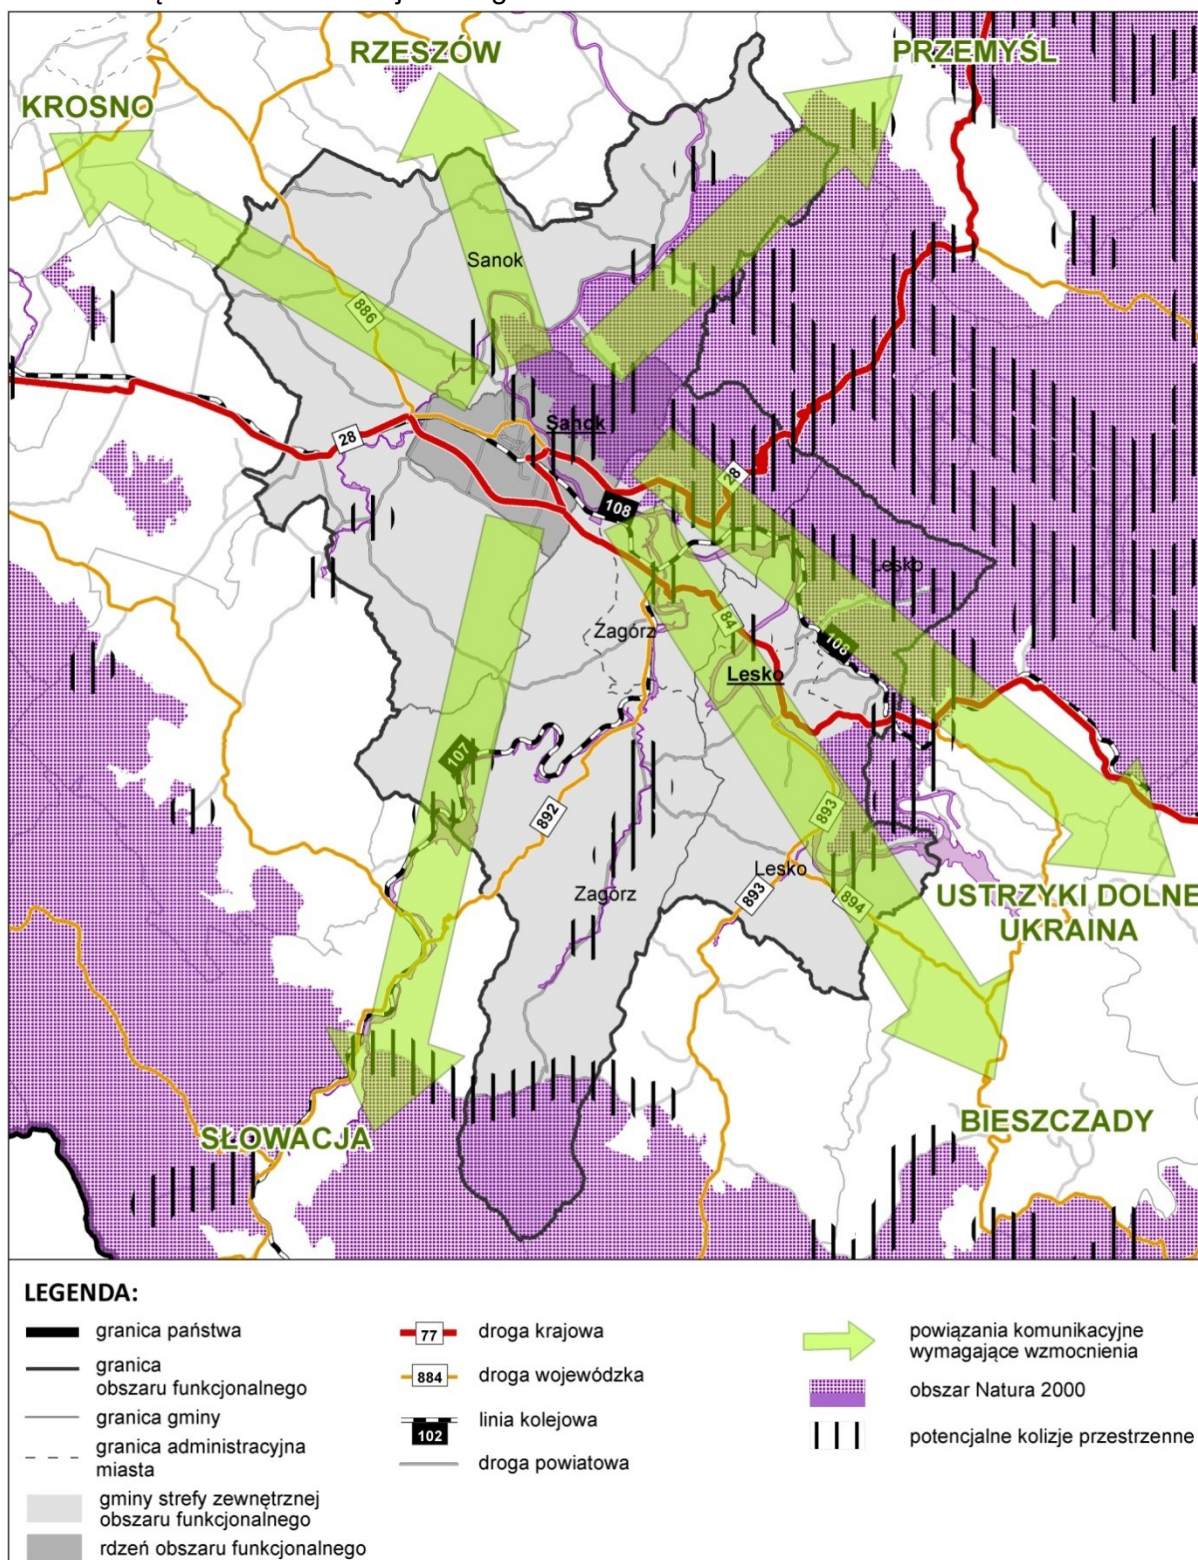 RZESZÓW
PRZEMYŚL
KROSNO
Sanok
886
28
Sanok
28
108
Lesko
84
Zagórz
108
Lesko
107
892
893
Lesko
893
Zagórz
894
USTRZYKI DOLNE
UKRAINA
SŁOWACJA
BIESZCZADY
LEGENDA:
granica państwa
granica
obszaru funkcjonalnego
granica gminy
granica administracyjna
miasta
gminy strefy zewnętrznej
obszaru funkcjonalnego
rdzeń obszaru funkcjonalnego
77 droga krajowa
884 droga wojewódzka
linia kolejowa
102
droga powiatowa
powiązania komunikacyjne
wymagające wzmocnienia
obszar Natura 2000
potencjalne kolizje przestrzenne